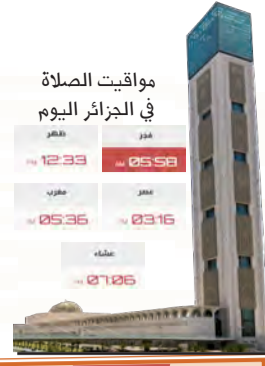 مواقيت الصلاة
في الجزائر اليوم
فجر
05:58
ظهر
12:33
عصر
03:16
مغرب
05:36
عشاء
07:06